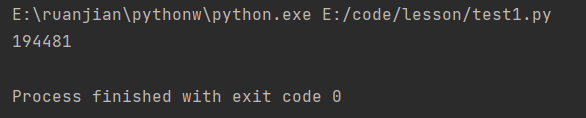 E:\ruanjian\pythonw\python.exe E:/code/lesson/test1.py
194481
Process finished with exit code 0